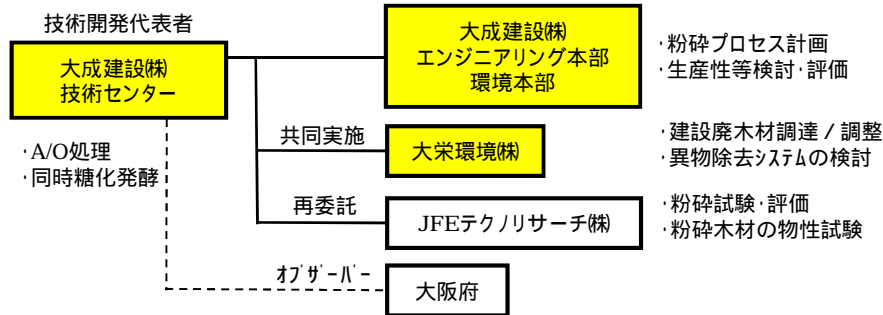 技術開発代表者
大成建設㈱
技術センター
･A/O処理
･同時糖化発酵
大成建設㈱
エンジニアリング本部
環境本部
･粉砕プロセス計画
･生産性等検討･評価
共同実施
大栄環境㈱
･建設廃木材調達／調整
･異物除去ｼｽﾃﾑの検討
再委託
JFEテクノリサーチ㈱
･粉砕試験･評価
･粉砕木材の物性試験
ｵﾌﾞｻﾞｰﾊﾞｰ
大阪府